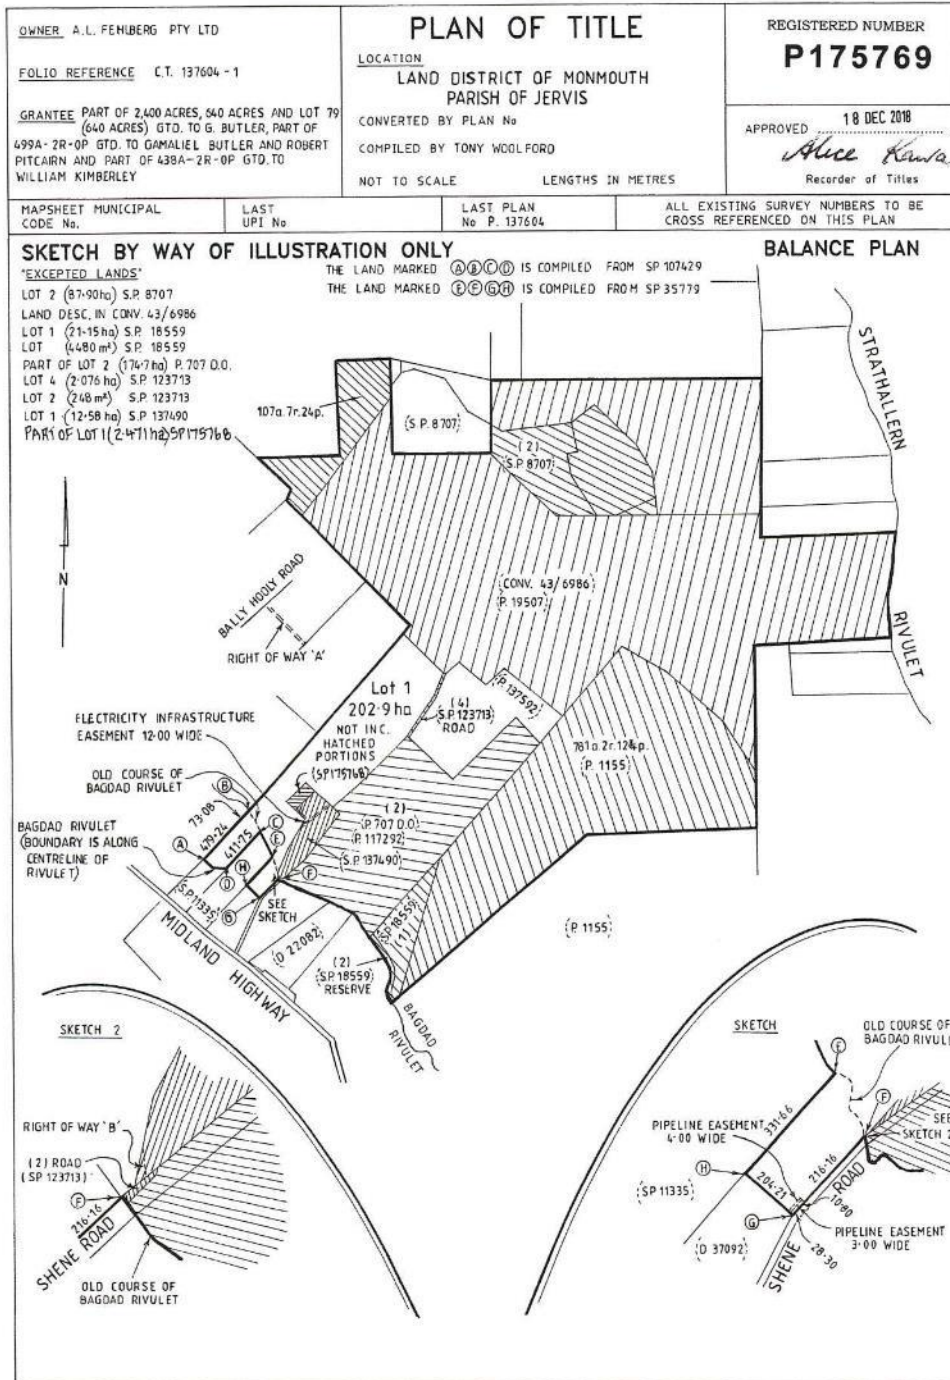 OWNER A.L. FEHLBERG PTY LTD
FOLIO REFERENCE C.T. 137604 - 1
GRANTEE PART OF 2,400 ACRES, 640 ACRES AND LOT 79
(640 ACRES) GTD. TO G. BUTLER, PART OF
499A-2R-0P GTD. TO GAMALIEL BUTLER AND ROBERT
PITCAIRN AND PART OF 438A-2R-0P GTD. TO
WILLIAM KIMBERLEY
PLAN OF TITLE
LOCATION
LAND DISTRICT OF MONMOUTH
PARISH OF JERVIS
CONVERTED BY PLAN No
COMPILED BY TONY WOOLFORD
NOT TO SCALE LENGTHS IN METRES
REGISTERED NUMBER
P175769
APPROVED 18 DEC 2018
Alice Kawa
Recorder of Titles
MAPSHEET MUNICIPAL
CODE No.
LAST
UPI No
LAST PLAN
No P. 137604
ALL EXISTING SURVEY NUMBERS TO BE
CROSS REFERENCED ON THIS PLAN
SKETCH BY WAY OF ILLUSTRATION ONLY
BALANCE PLAN
"EXCEPTED LANDS"
LOT 2 (87·90ha) S.P. 8707
LAND DESC, IN CONV. 43/6986
LOT 1 (21·15 ha) S.P. 18559
LOT (4480 m²) S.P. 18559
PART OF LOT 2 (174·7ha) P. 707 D.O.
LOT 4 (2·076 ha) S.P. 123713
LOT 2 (248 m²) S.P. 123713
LOT 1 (12·58 ha) S.P. 137490
PART OF LOT 1 (2·471ha) SP175768
THE LAND MARKED Ⓐ Ⓑ Ⓒ Ⓓ IS COMPILED FROM SP 107429
THE LAND MARKED Ⓔ Ⓕ Ⓖ Ⓗ IS COMPILED FROM SP 35779
STRATHALLERN
RIVULET
107a. 7r. 24p.
(S.P. 8707)
(2)
(S.P. 8707)
N
BALLY HOOLY ROAD
RIGHT OF WAY 'A'
(CONV. 43/6986)
(P. 19507)
Lot 1
202·9 ha
NOT INC.
HATCHED
PORTIONS
(SP175768)
(4)
(S.P. 123713)
ROAD
(P. 137592)
781a. 2r. 12¾p.
(P. 1155)
ELECTRICITY INFRASTRUCTURE
EASEMENT 12·00 WIDE
OLD COURSE OF
BAGDAD RIVULET
BAGDAD RIVULET
(BOUNDARY IS ALONG
CENTRELINE OF
RIVULET)
73·08
479·24
411·75
A
B
C
D
E
F
G
H
(2)
(P. 707 D.O.)
(P. 117292)
(S.P. 137490)
(S.P. 11335)
SEE
SKETCH
(D 22082)
(2)
(S.P. 18559)
RESERVE
(SP 18559)
(1)
(P. 1155)
MIDLAND HIGHWAY
BAGDAD
RIVULET
SKETCH 2
RIGHT OF WAY 'B'
(2) ROAD
(SP 123713)
F
216·16
SHENE ROAD
OLD COURSE OF
BAGDAD RIVULET
SKETCH
OLD COURSE OF
E
F
331·66
PIPELINE EASEMENT
4·00 WIDE
SKETCH 2
H
216·16
204·21
ROAD
10·80
(SP 11335)
G
PIPELINE EASEMENT
3·00 WIDE
(D 37092)
28·30
SHENE